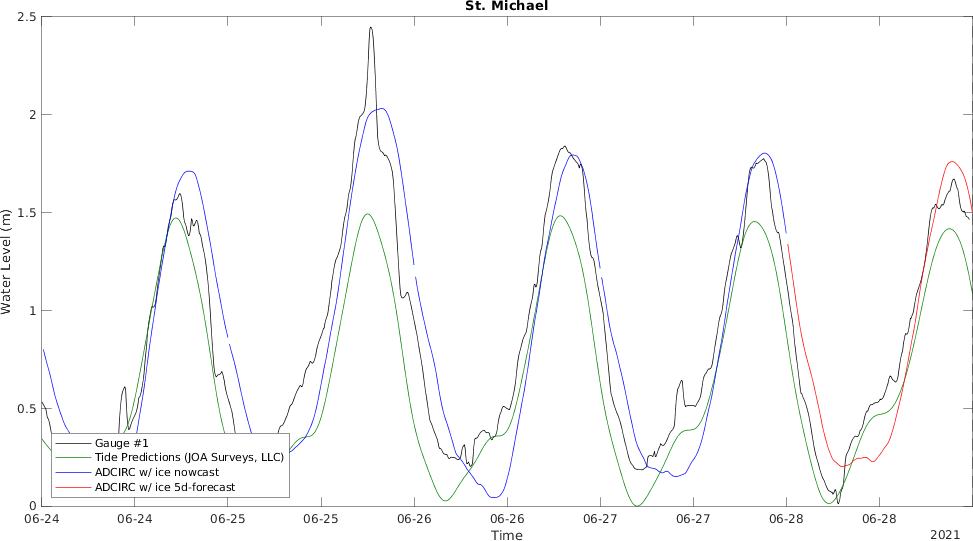 St. Michael
2.5
2
1.5
1
0.5
0
Water Level (m)
Gauge #1
Tide Predictions (JOA Surveys, LLC)
ADCIRC w/ ice nowcast
ADCIRC w/ ice 5d-forecast
06-24 06-24 06-25 06-25 06-26 06-26 06-27 06-27 06-28 06-28
Time
2021